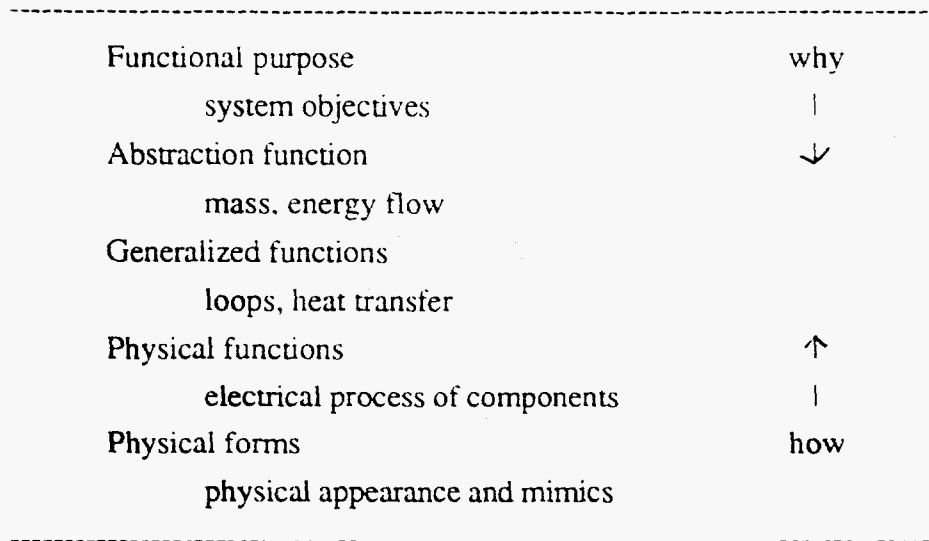 Functional purpose why
system objectives
Abstraction function
mass, energy flow
Generalized functions
loops, heat transfer
Physical functions
electrical process of components
Physical forms how
physical appearance and mimics